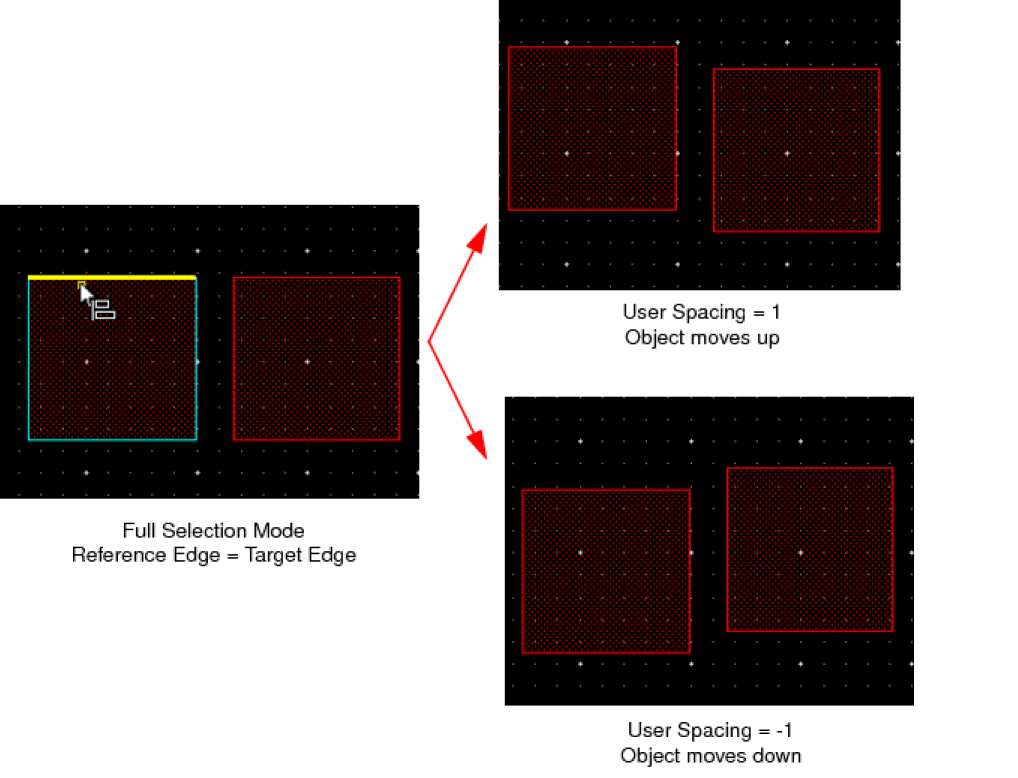 User Spacing = 1
Object moves up
Full Selection Mode
Reference Edge = Target Edge
User Spacing = -1
Object moves down